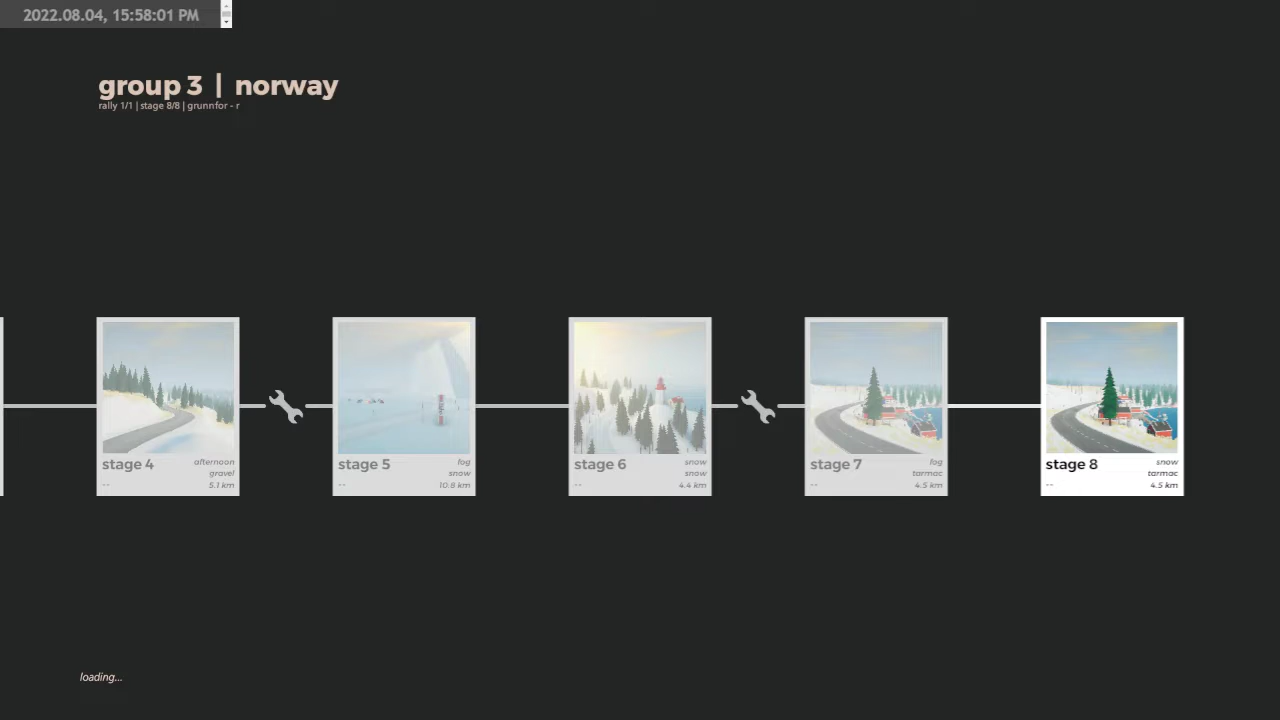 2022.08.04, 15:58:01 PM
group 3 | norway
rally 1/1 | stage 8/8 | grunnfor - r
stage 4
afternoon
gravel
--
5.1 km
stage 5
fog
snow
--
10.8 km
stage 6
snow
snow
--
4.4 km
stage 7
fog
tarmac
--
4.5 km
stage 8
snow
tarmac
--
4.5 km
loading...